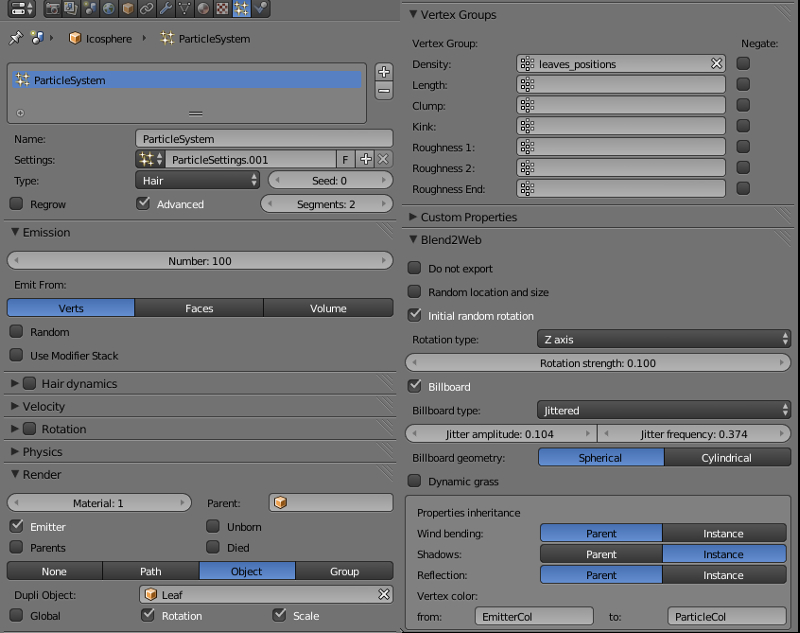 Icosphere ParticleSystem
ParticleSystem
Name: ParticleSystem
Settings: ParticleSettings.001 F
Type: Hair Seed: 0
Regrow Advanced Segments: 2
Emission
Number: 100
Emit From:
Verts Faces Volume
Random
Use Modifier Stack
Hair dynamics
Velocity
Rotation
Physics
Render
Material: 1 Parent:
Emitter Unborn
Parents Died
None Path Object Group
Dupli Object: Leaf
Global Rotation Scale
Vertex Groups
Vertex Group: Negate:
Density: leaves_positions
Length:
Clump:
Kink:
Roughness 1:
Roughness 2:
Roughness End:
Custom Properties
Blend2Web
Do not export
Random location and size
Initial random rotation
Rotation type: Z axis
Rotation strength: 0.100
Billboard
Billboard type: Jittered
Jitter amplitude: 0.104 Jitter frequency: 0.374
Billboard geometry: Spherical Cylindrical
Dynamic grass
Properties inheritance
Wind bending: Parent Instance
Shadows: Parent Instance
Reflection: Parent Instance
Vertex color:
from: EmitterCol to: ParticleCol